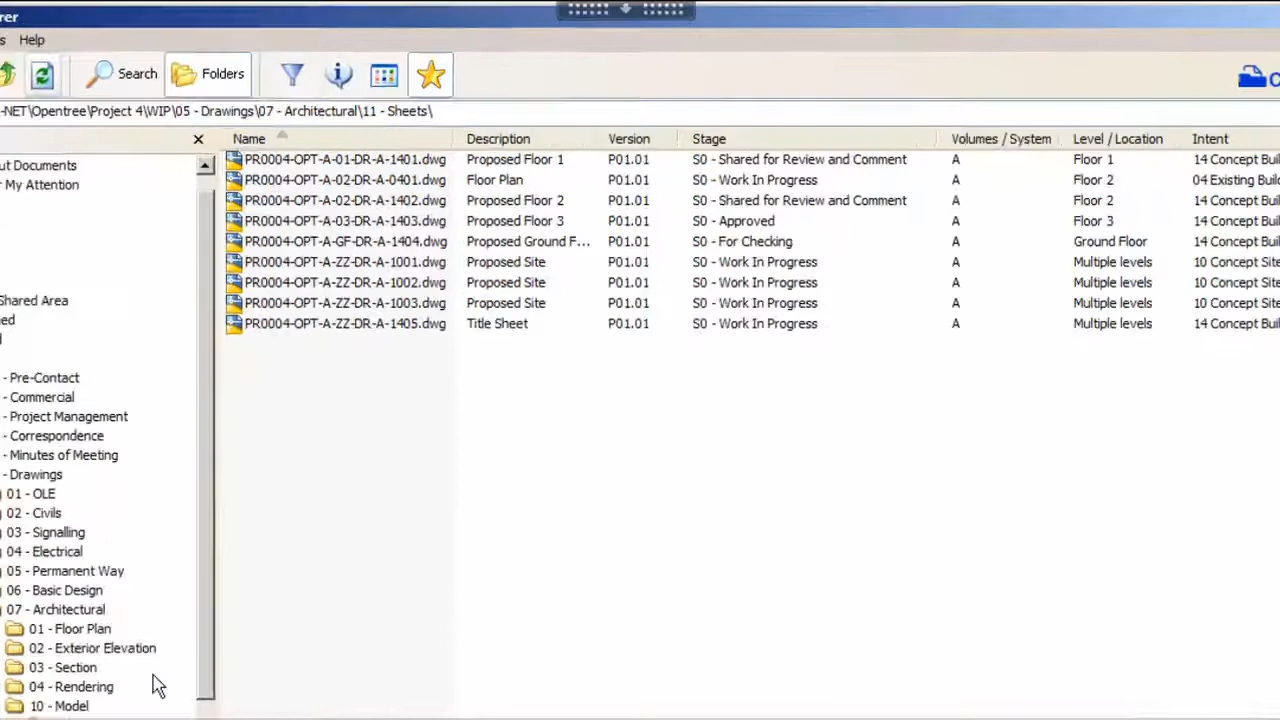 rer
s Help
Search Folders C
-NET\Opentree\Project 4\WIP\05 - Drawings\07 - Architectural\11 - Sheets\
Name Description Version Stage Volumes / System Level / Location Intent
PR0004-OPT-A-01-DR-A-1401.dwg Proposed Floor 1 P01.01 S0 - Shared for Review and Comment A Floor 1 14 Concept Buil
PR0004-OPT-A-02-DR-A-0401.dwg Floor Plan P01.01 S0 - Work In Progress A Floor 2 04 Existing Build
PR0004-OPT-A-02-DR-A-1402.dwg Proposed Floor 2 P01.01 S0 - Shared for Review and Comment A Floor 2 14 Concept Buil
PR0004-OPT-A-03-DR-A-1403.dwg Proposed Floor 3 P01.01 S0 - Approved A Floor 3 14 Concept Buil
PR0004-OPT-A-GF-DR-A-1404.dwg Proposed Ground F... P01.01 S0 - For Checking A Ground Floor 14 Concept Buil
PR0004-OPT-A-ZZ-DR-A-1001.dwg Proposed Site P01.01 S0 - Work In Progress A Multiple levels 10 Concept Site
PR0004-OPT-A-ZZ-DR-A-1002.dwg Proposed Site P01.01 S0 - Work In Progress A Multiple levels 10 Concept Site
PR0004-OPT-A-ZZ-DR-A-1003.dwg Proposed Site P01.01 S0 - Work In Progress A Multiple levels 10 Concept Site
PR0004-OPT-A-ZZ-DR-A-1405.dwg Title Sheet P01.01 S0 - Work In Progress A Multiple levels 14 Concept Buil
ut Documents
r My Attention
Shared Area
ed
- Pre-Contact
- Commercial
- Project Management
- Correspondence
- Minutes of Meeting
- Drawings
01 - OLE
02 - Civils
03 - Signalling
04 - Electrical
05 - Permanent Way
06 - Basic Design
07 - Architectural
01 - Floor Plan
02 - Exterior Elevation
03 - Section
04 - Rendering
10 - Model